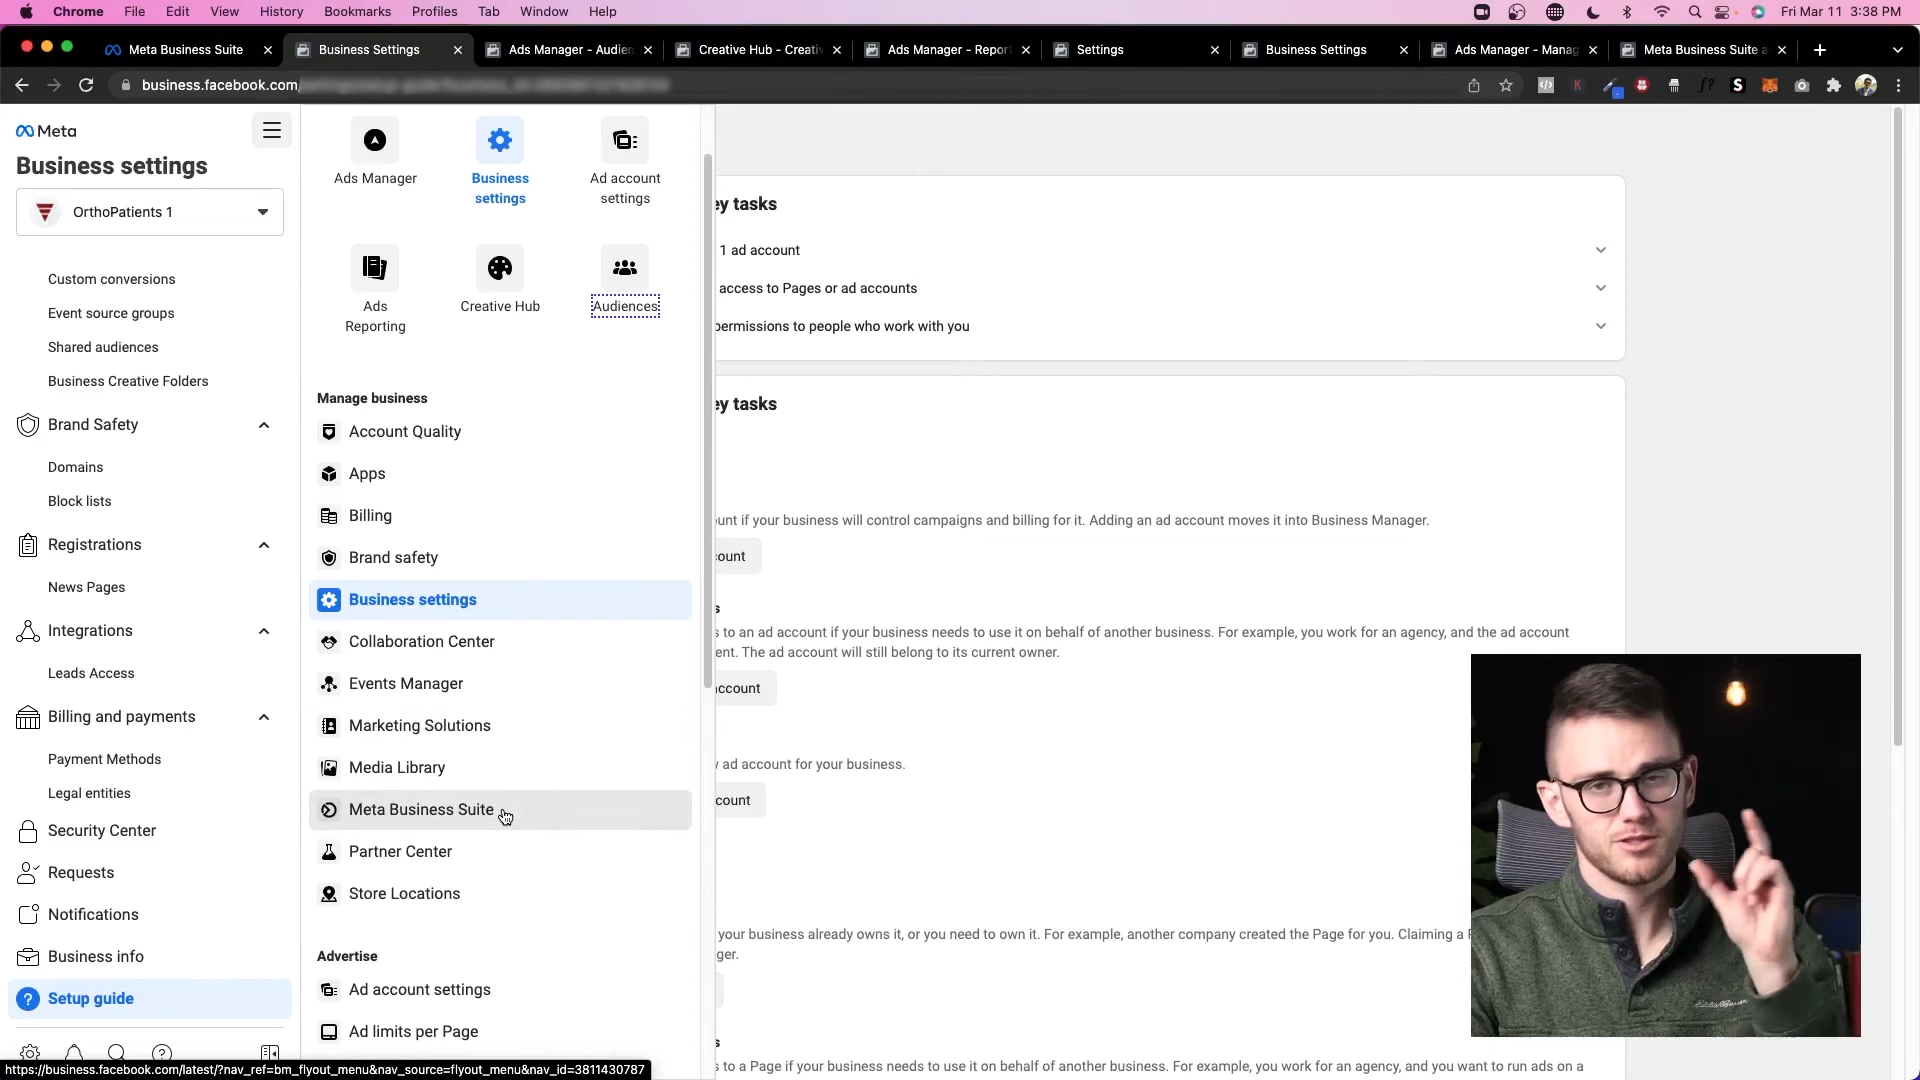 Chrome File Edit View History Bookmarks Profiles Tab Window Help Fri Mar 11 3:38 PM
Meta Business Suite
Business Settings
Ads Manager - Audien
Creative Hub - Creativ
Ads Manager - Report
Settings
Business Settings
Ads Manager - Manag
Meta Business Suite a
business.facebook.com/
Meta
Business settings
OrthoPatients 1
Custom conversions
Event source groups
Shared audiences
Business Creative Folders
Brand Safety
Domains
Block lists
Registrations
News Pages
Integrations
Leads Access
Billing and payments
Payment Methods
Legal entities
Security Center
Requests
Notifications
Business info
Setup guide
Ads Manager
Business
settings
Ad account
settings
Ads
Reporting
Creative Hub
Audiences
Manage business
Account Quality
Apps
Billing
Brand safety
Business settings
Collaboration Center
Events Manager
Marketing Solutions
Media Library
Meta Business Suite
Partner Center
Store Locations
Advertise
Ad account settings
Ad limits per Page
ey tasks
1 ad account
access to Pages or ad accounts
permissions to people who work with you
ey tasks
unt if your business will control campaigns and billing for it. Adding an ad account moves it into Business Manager.
count
s
s to an ad account if your business needs to use it on behalf of another business. For example, you work for an agency, and the ad account
ent. The ad account will still belong to its current owner.
account
ad account for your business.
count
your business already owns it, or you need to own it. For example, another company created the Page for you. Claiming a
ger.
s
s to a Page if your business needs to use it on behalf of another business. For example, you work for an agency, and you want to run ads on a
https://business.facebook.com/latest/?nav_ref=bm_flyout_menu&nav_source=flyout_menu&nav_id=3811430787